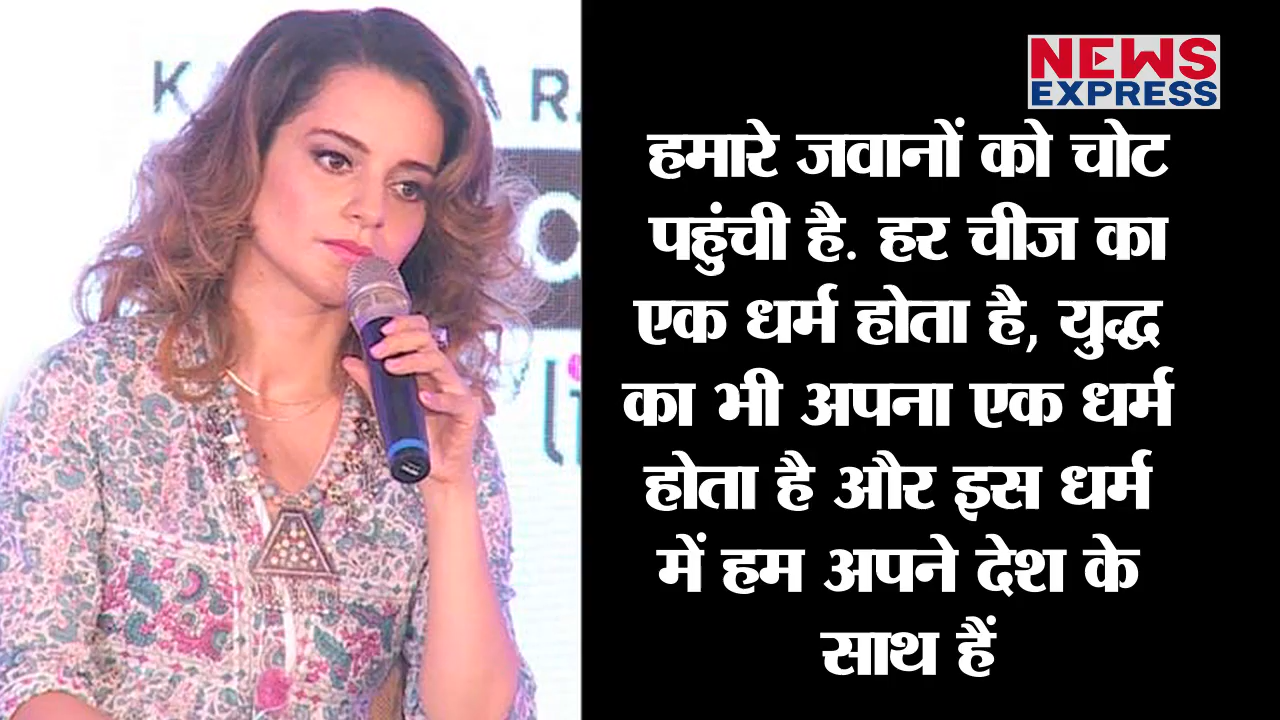 NEWS
EXPRESS
हमारे जवानों को चोट
पहुंची है. हर चीज का
एक धर्म होता है, युद्ध
का भी अपना एक धर्म
होता है और इस धर्म
में हम अपने देश के
साथ हैं